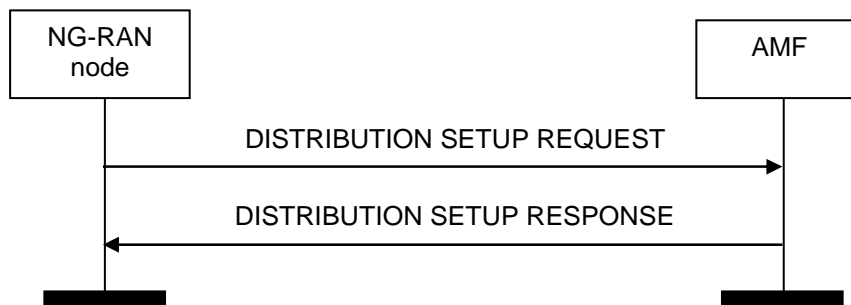 NG-RAN
node
AMF
DISTRIBUTION SETUP REQUEST
DISTRIBUTION SETUP RESPONSE